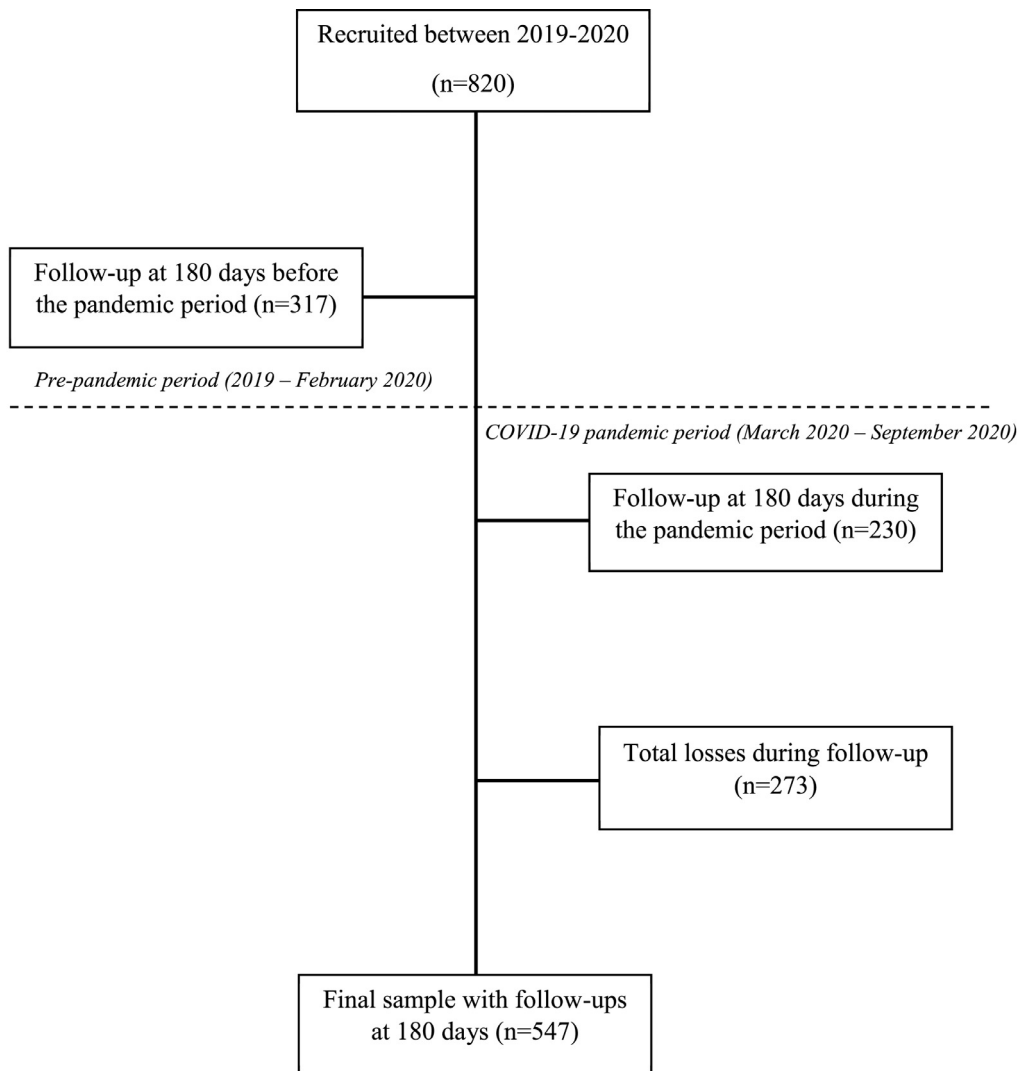 Recruited between 2019-2020
(n=820)
Follow-up at 180 days before
the pandemic period (n=317)
Pre-pandemic period (2019 – February 2020)
COVID-19 pandemic period (March 2020 – September 2020)
Follow-up at 180 days during
the pandemic period (n=230)
Total losses during follow-up
(n=273)
Final sample with follow-ups
at 180 days (n=547)